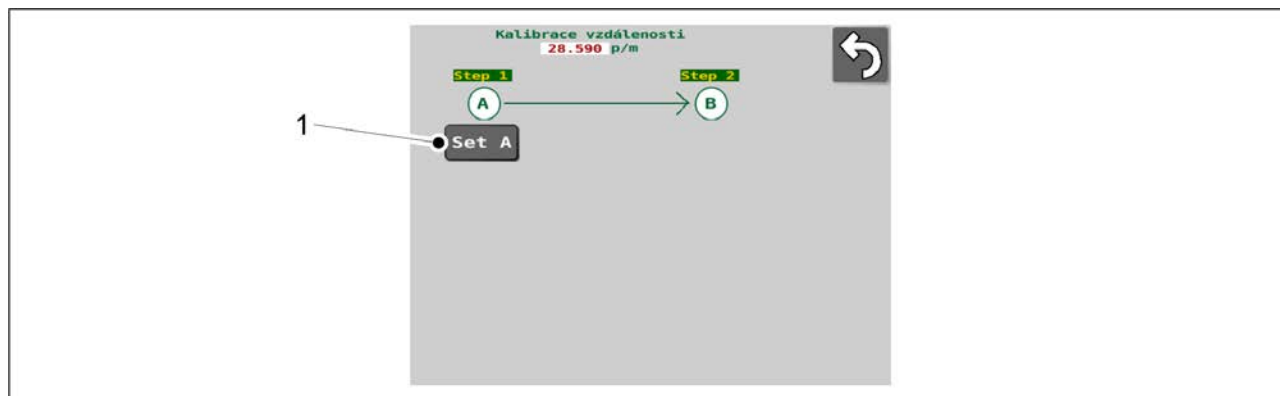 Kalibrace vzdálenosti
28.590 p/m
Step 1 Step 2
A B
1
Set A